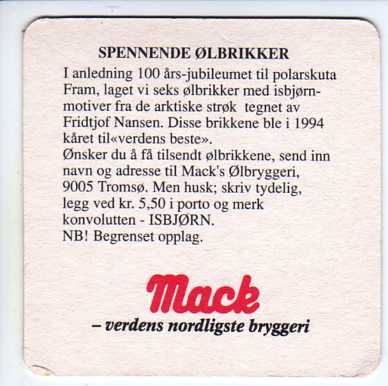 SPENNENDE ØLBRIKKER
I anledning 100 års-jubileumet til polarskuta
Fram, laget vi seks ølbrikker med isbjørn-
motiver fra de arktiske strøk tegnet av
Fridtjof Nansen. Disse brikkene ble i 1994
kåret til«verdens beste».
Ønsker du å få tilsendt ølbrikkene, send inn
navn og adresse til Mack's Ølbryggeri,
9005 Tromsø. Men husk; skriv tydelig,
legg ved kr. 5,50 i porto og merk
konvolutten - ISBJØRN.
NB! Begrenset opplag.
Mack
– verdens nordligste bryggeri